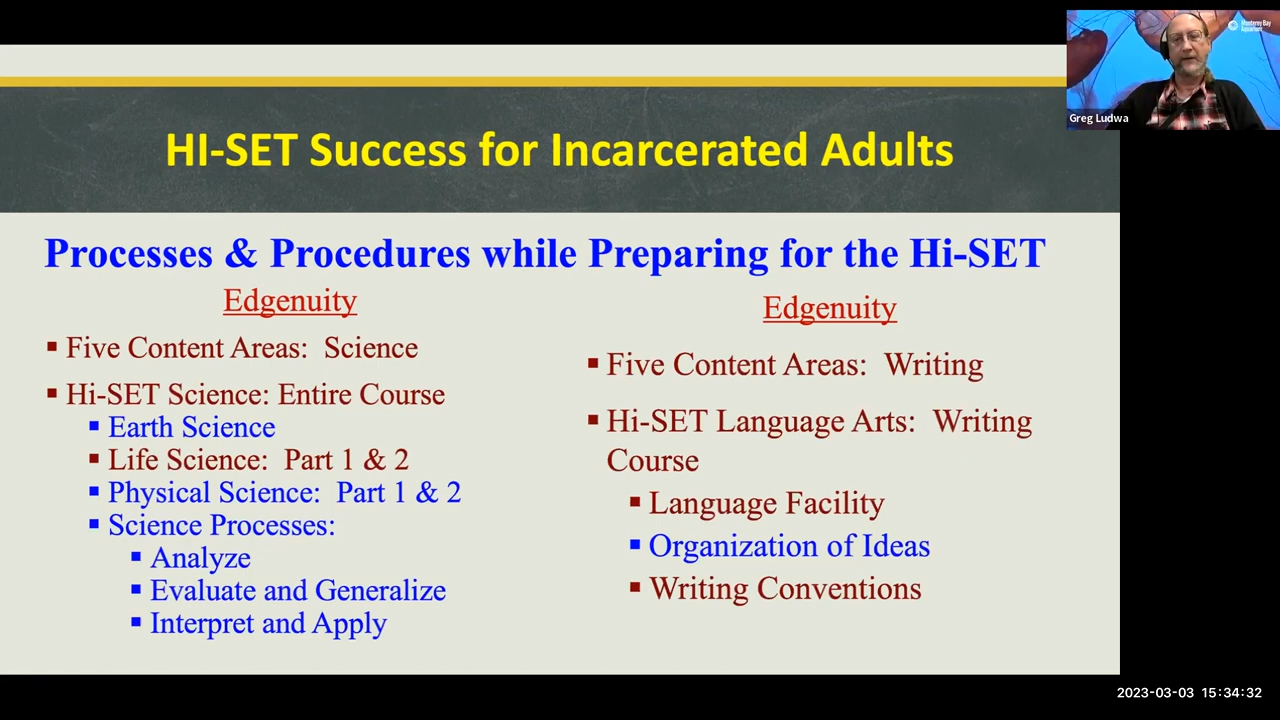 Monterey Bay
Aquarium
Greg Ludwa
HI-SET Success for Incarcerated Adults
Processes & Procedures while Preparing for the Hi-SET
Edgenuity
Five Content Areas: Science
Hi-SET Science: Entire Course
Earth Science
Life Science: Part 1 & 2
Physical Science: Part 1 & 2
Science Processes:
Analyze
Evaluate and Generalize
Interpret and Apply
Edgenuity
Five Content Areas: Writing
Hi-SET Language Arts: Writing
Course
Language Facility
Organization of Ideas
Writing Conventions
2023-03-03 15:34:32